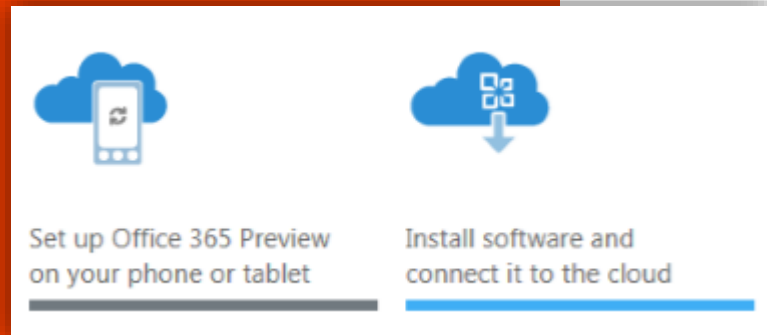 Set up Office 365 Preview
on your phone or tablet
Install software and
connect it to the cloud